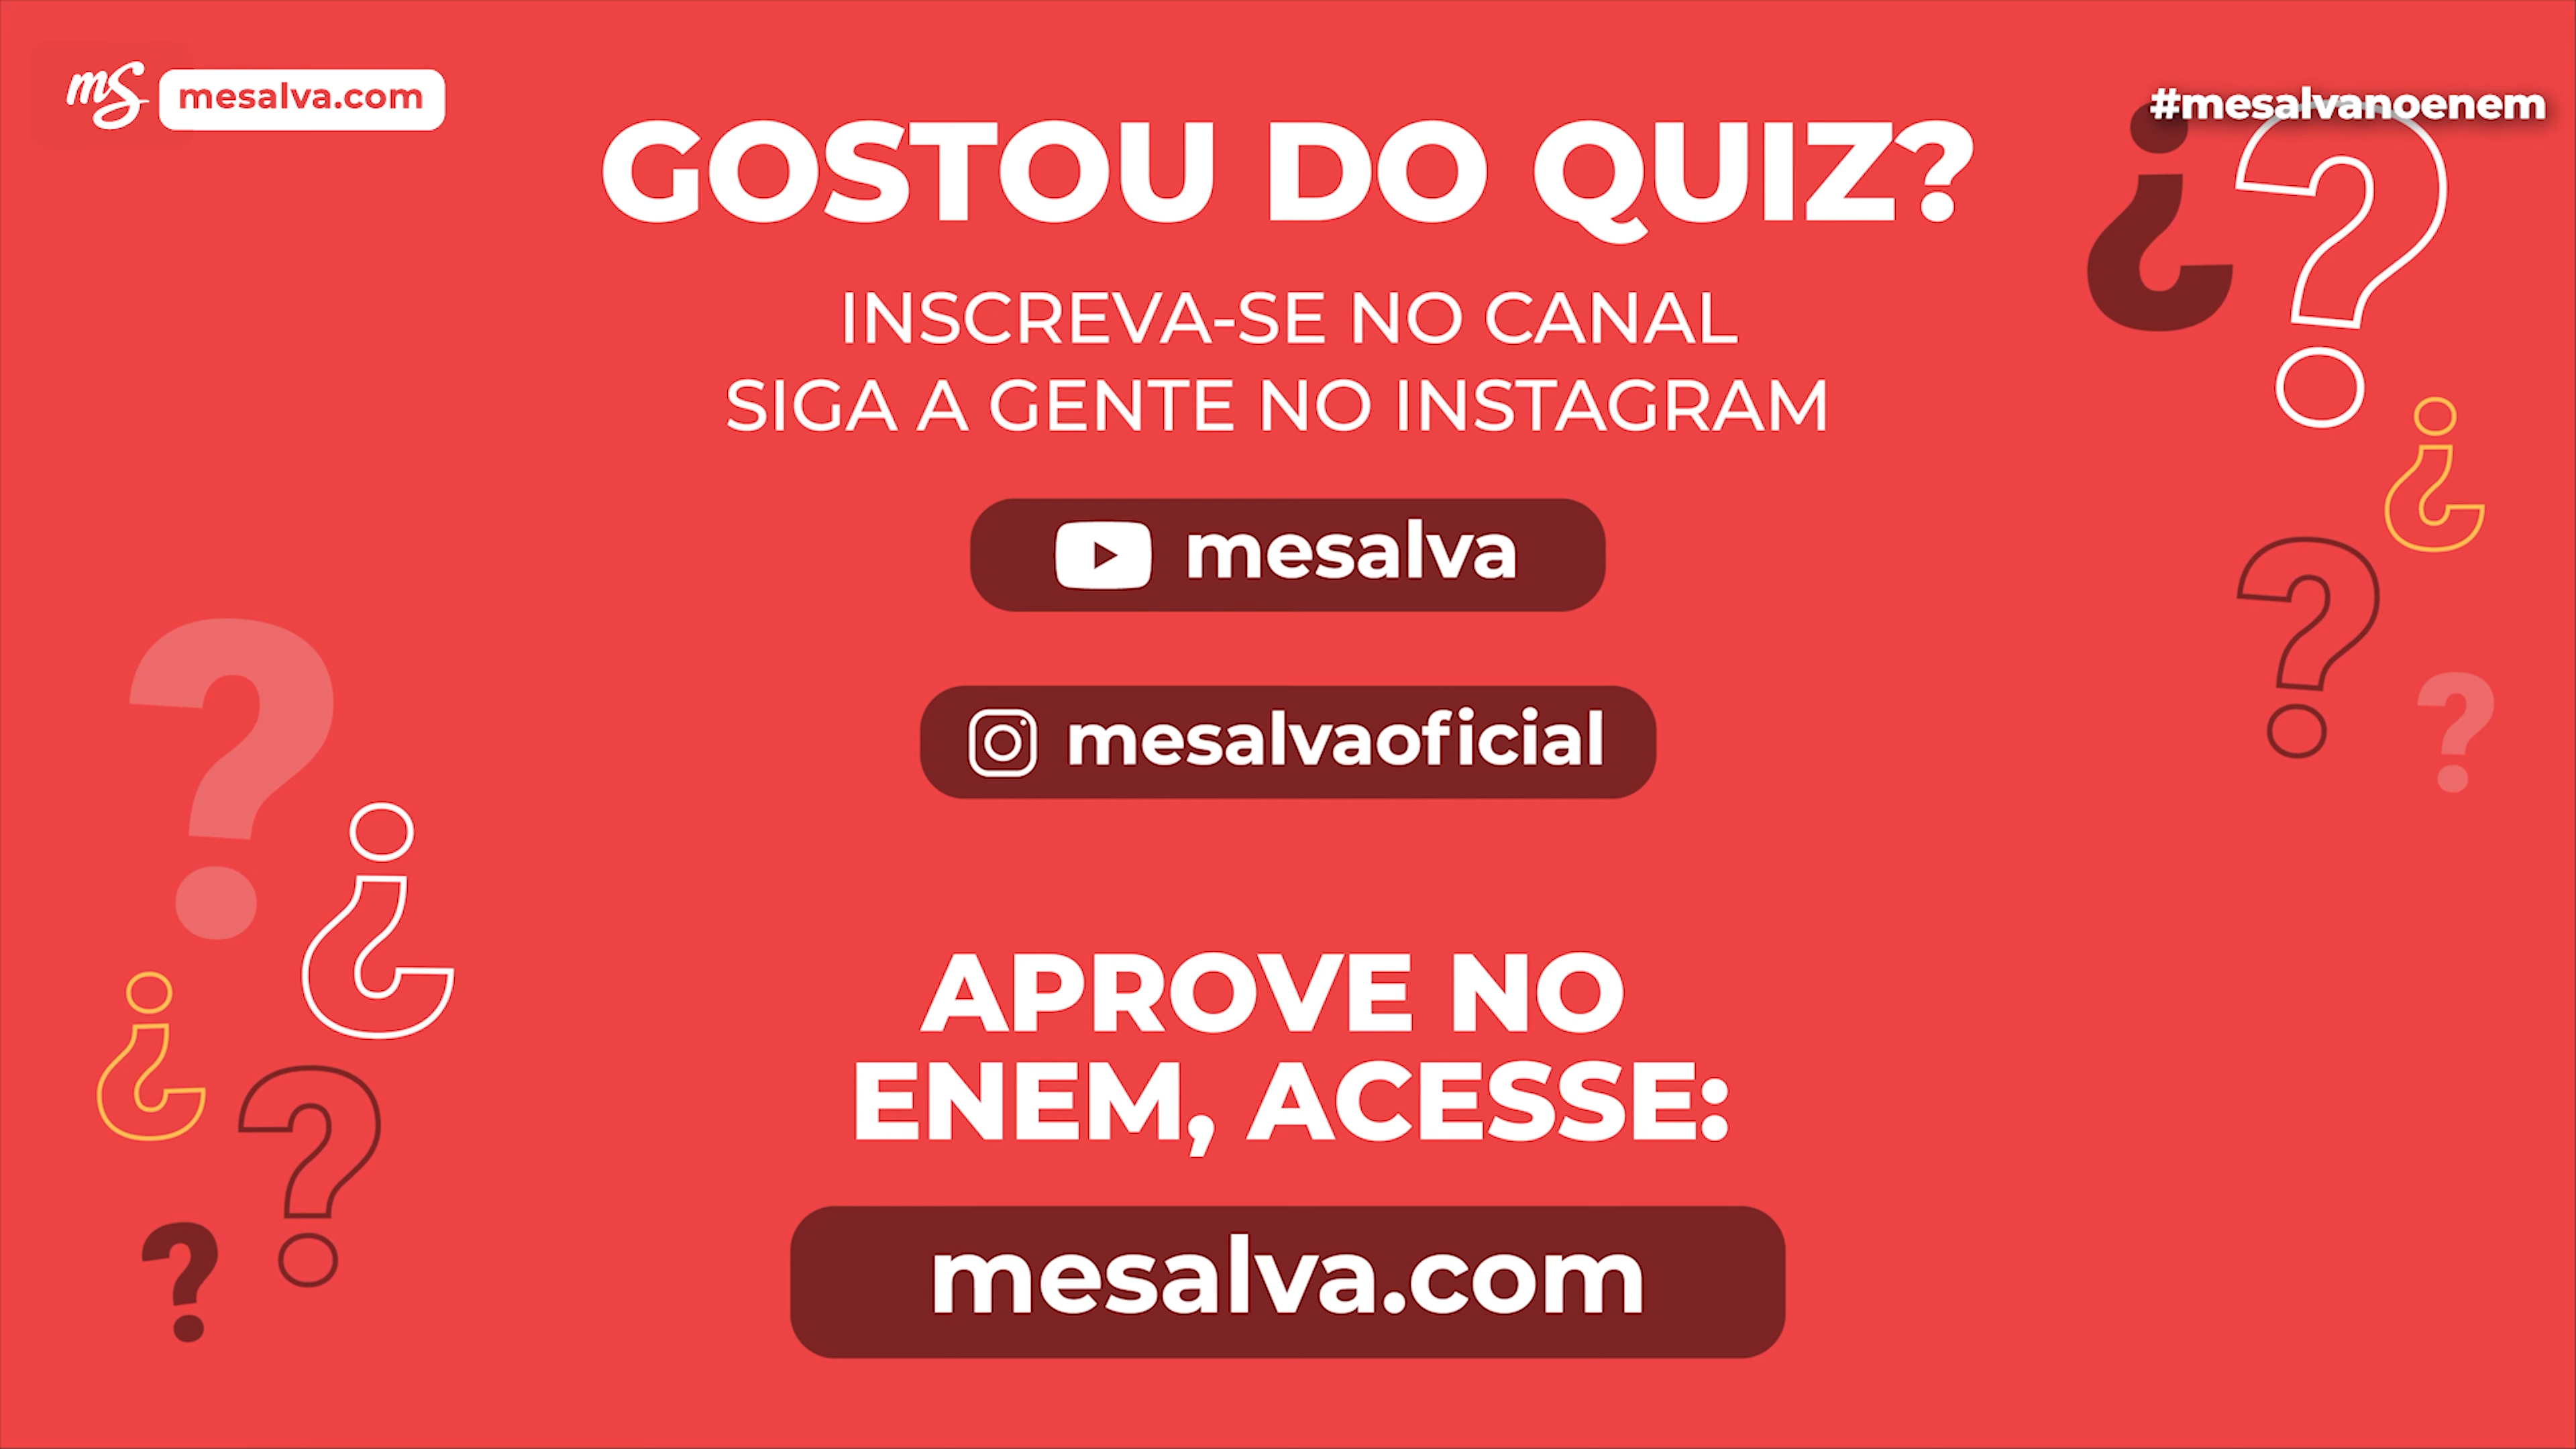 mS mesalva.com
#mesalvanoenem
GOSTOU DO QUIZ?
INSCREVA-SE NO CANAL
SIGA A GENTE NO INSTAGRAM
mesalva
mesalvaoficial
APROVE NO
ENEM, ACESSE:
mesalva.com